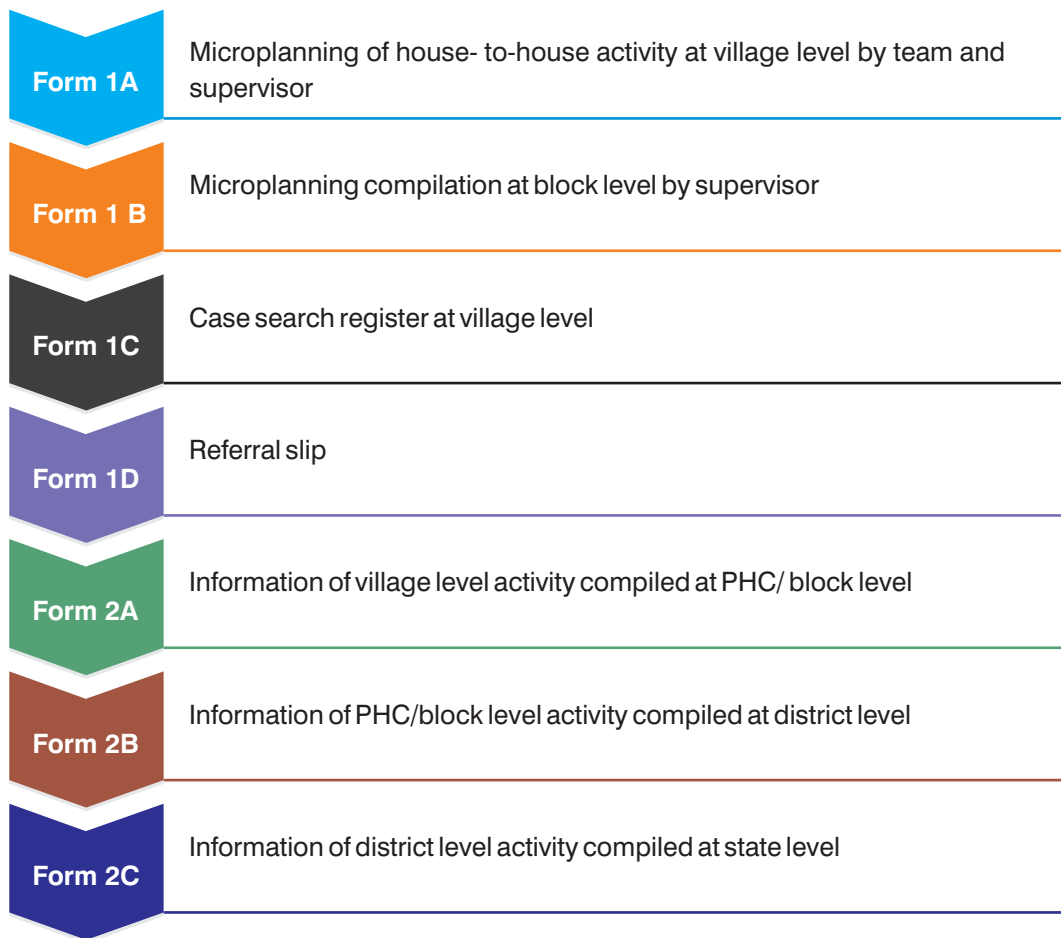 Form 1A
Microplanning of house- to-house activity at village level by team and
supervisor
Form 1 B
Microplanning compilation at block level by supervisor
Form 1C
Case search register at village level
Form 1D
Referral slip
Form 2A
Information of village level activity compiled at PHC/ block level
Form 2B
Information of PHC/block level activity compiled at district level
Form 2C
Information of district level activity compiled at state level